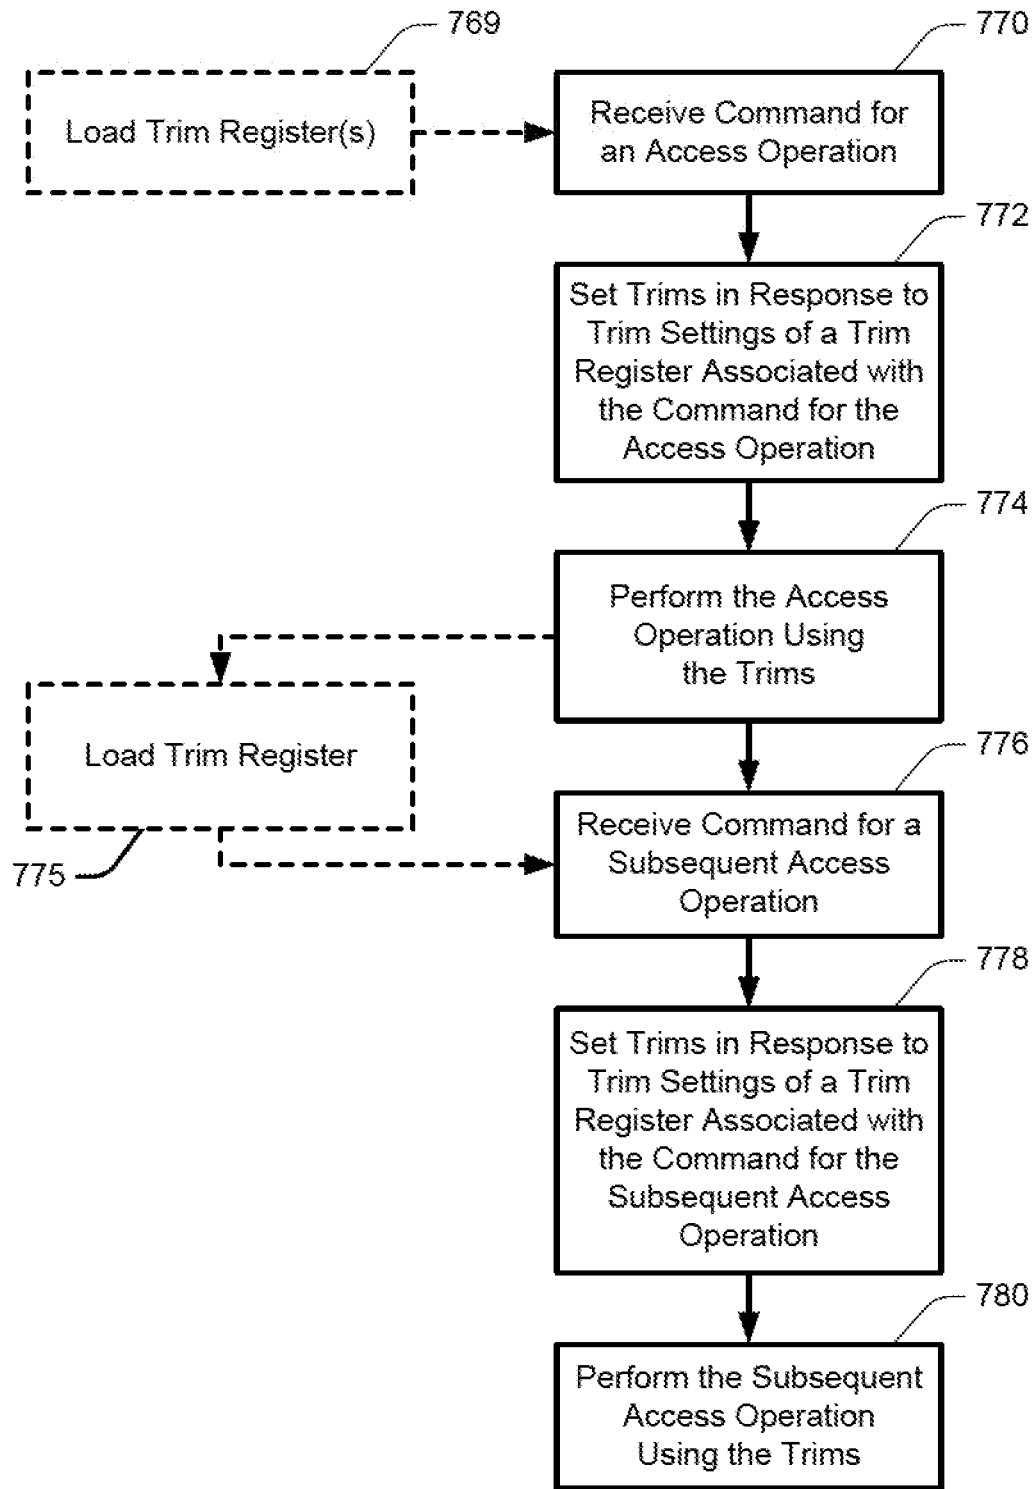 769
770
Load Trim Register(s)
Receive Command for
an Access Operation
772
Set Trims in Response to
Trim Settings of a Trim
Register Associated with
the Command for the
Access Operation
774
Perform the Access
Operation Using
the Trims
Load Trim Register
775
776
Receive Command for a
Subsequent Access
Operation
778
Set Trims in Response to
Trim Settings of a Trim
Register Associated with
the Command for the
Subsequent Access
Operation
780
Perform the Subsequent
Access Operation
Using the Trims